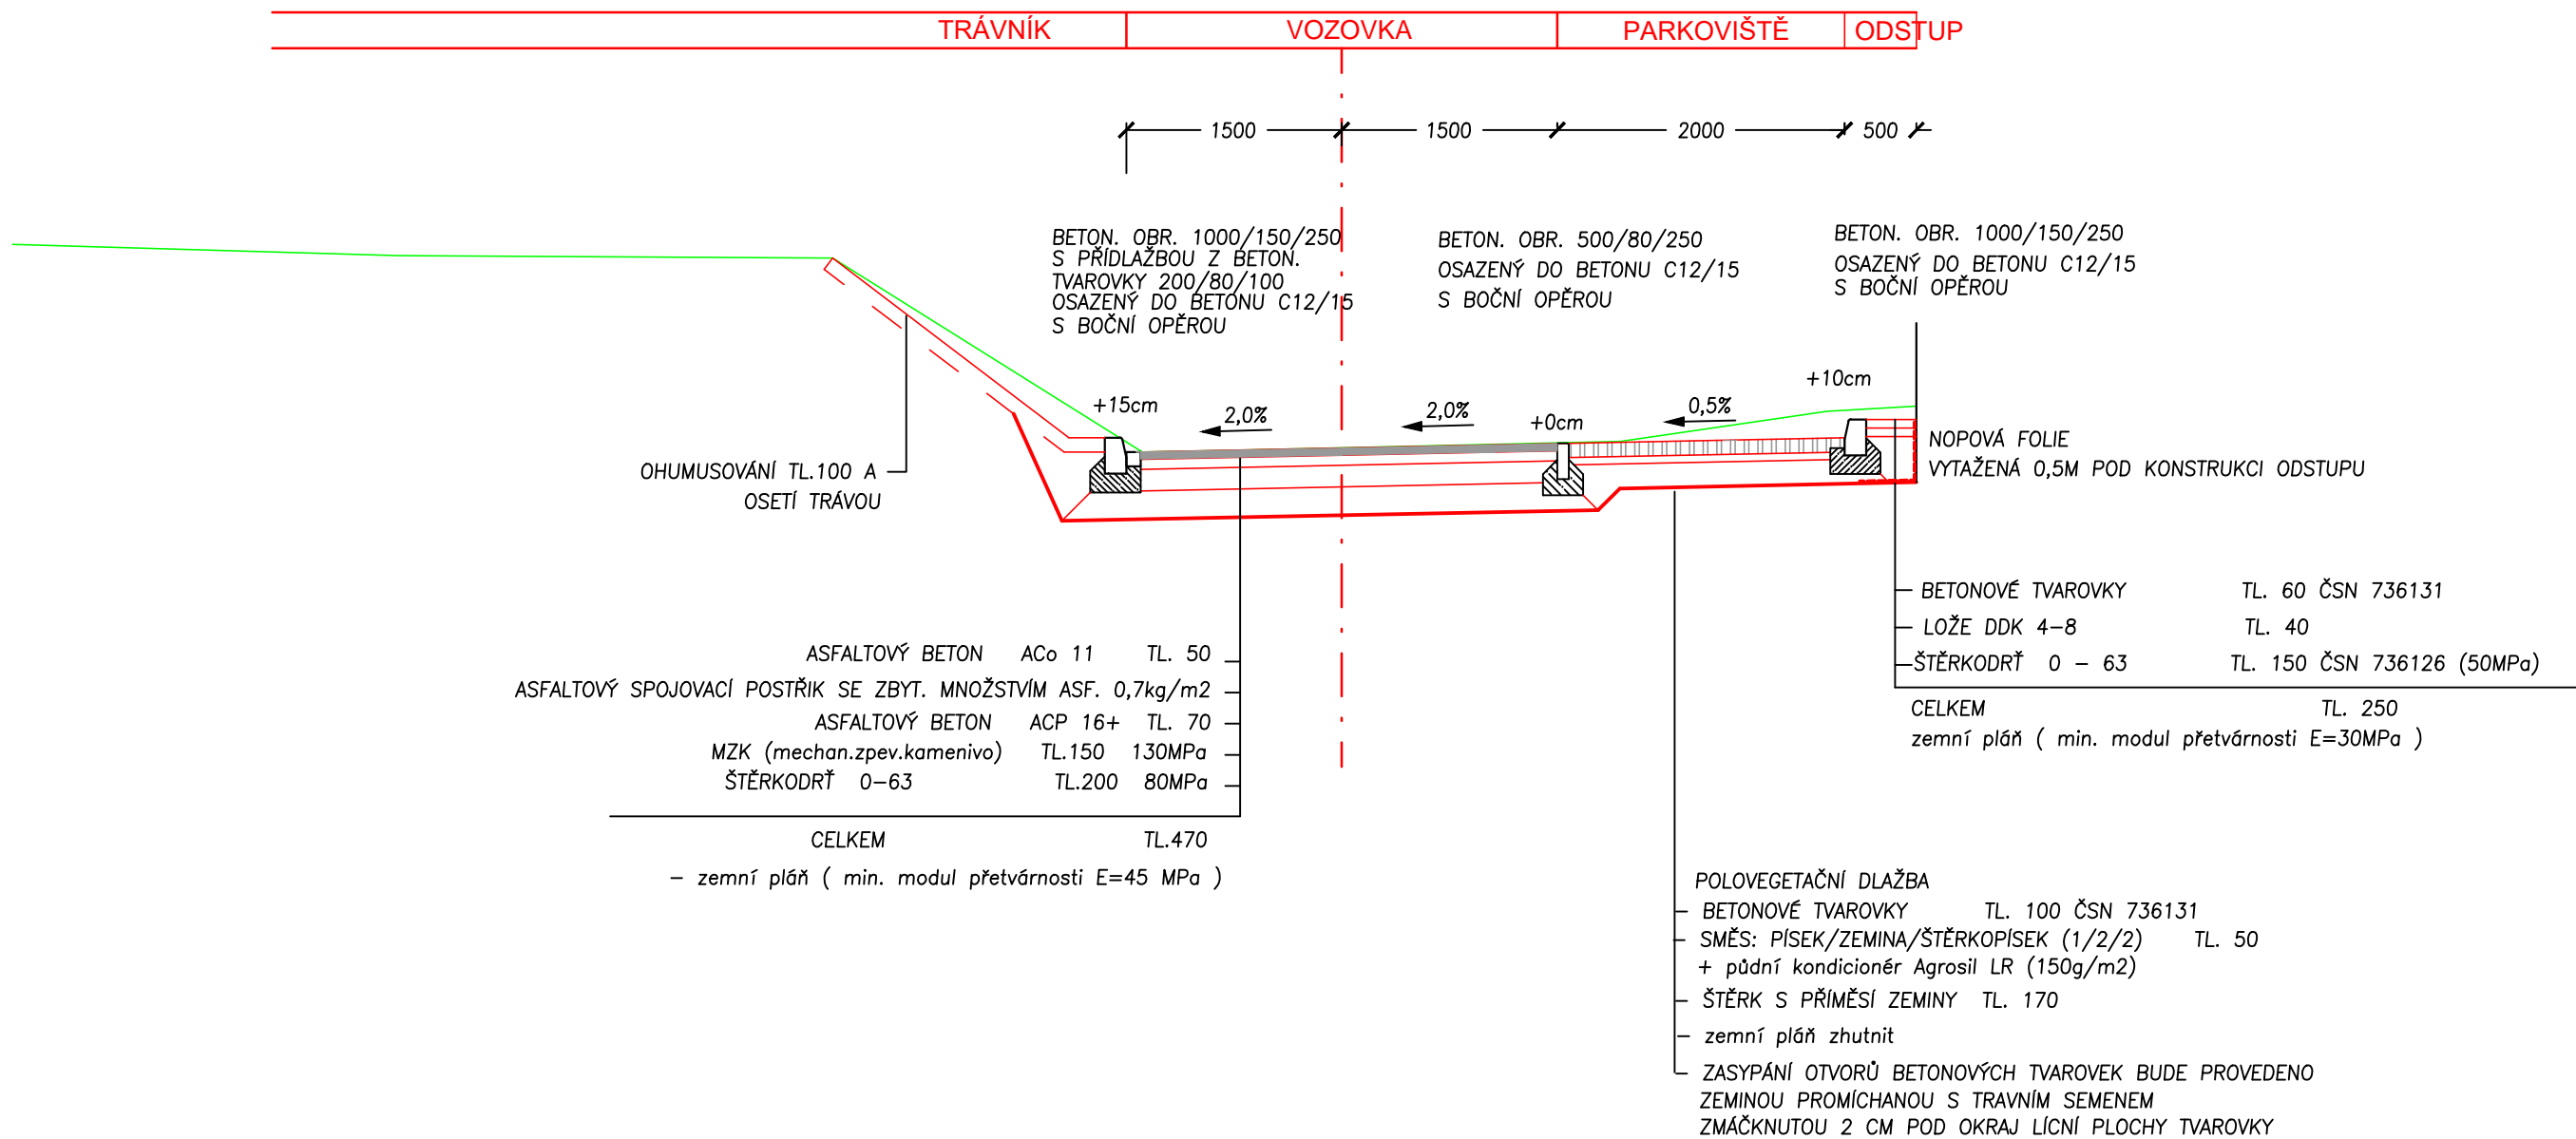 TRÁVNÍK VOZOVKA PARKOVIŠTĚ ODSTUP
1500 1500 2000 500
BETON. OBR. 1000/150/250
S PŘÍDLAŽBOU Z BETON.
TVAROVKY 200/80/100
OSAZENÝ DO BETONU C12/15
S BOČNÍ OPĚROU
BETON. OBR. 500/80/250
OSAZENÝ DO BETONU C12/15
S BOČNÍ OPĚROU
BETON. OBR. 1000/150/250
OSAZENÝ DO BETONU C12/15
S BOČNÍ OPĚROU
+15cm
2,0%
2,0%
+0cm
0,5%
+10cm
NOPOVÁ FOLIE
VYTAŽENÁ 0,5M POD KONSTRUKCI ODSTUPU
OHUMUSOVÁNÍ TL.100 A
OSETÍ TRÁVOU
ASFALTOVÝ BETON ACo 11 TL. 50
ASFALTOVÝ SPOJOVACÍ POSTŘIK SE ZBYT. MNOŽSTVÍM ASF. 0,7kg/m2
ASFALTOVÝ BETON ACP 16+ TL. 70
MZK (mechan.zpev.kamenivo) TL.150 130MPa
ŠTĚRKODRŤ 0-63 TL.200 80MPa
CELKEM TL.470
- zemní pláň ( min. modul přetvárnosti E=45 MPa )
BETONOVÉ TVAROVKY TL. 60 ČSN 736131
LOŽE DDK 4-8 TL. 40
ŠTĚRKODRŤ 0 - 63 TL. 150 ČSN 736126 (50MPa)
CELKEM TL. 250
zemní pláň ( min. modul přetvárnosti E=30MPa )
POLOVEGETAČNÍ DLAŽBA
BETONOVÉ TVAROVKY TL. 100 ČSN 736131
SMĚS: PÍSEK/ZEMINA/ŠTĚRKOPÍSEK (1/2/2) TL. 50
+ půdní kondicionér Agrosil LR (150g/m2)
ŠTĚRK S PŘÍMĚSÍ ZEMINY TL. 170
zemní pláň zhutnit
ZASYPÁNÍ OTVORŮ BETONOVÝCH TVAROVEK BUDE PROVEDENO
ZEMINOU PROMÍCHANOU S TRAVNÍM SEMENEM
ZMÁČKNUTOU 2 CM POD OKRAJ LÍCNÍ PLOCHY TVAROVKY